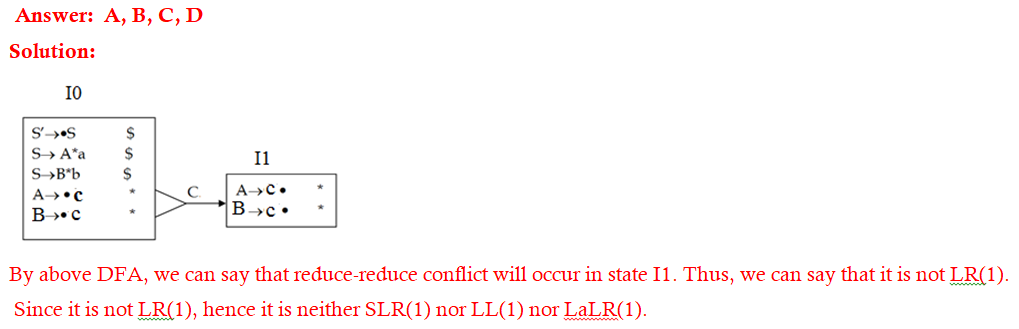 Answer: A, B, C, D
Solution:
I0
S'→•S $
S→ A*a $
S→B*b $
A→•c *
B→• c *
C
I1
A→c• *
B→c • *
By above DFA, we can say that reduce-reduce conflict will occur in state I1. Thus, we can say that it is not LR(1).
Since it is not LR(1), hence it is neither SLR(1) nor LL(1) nor LaLR(1).